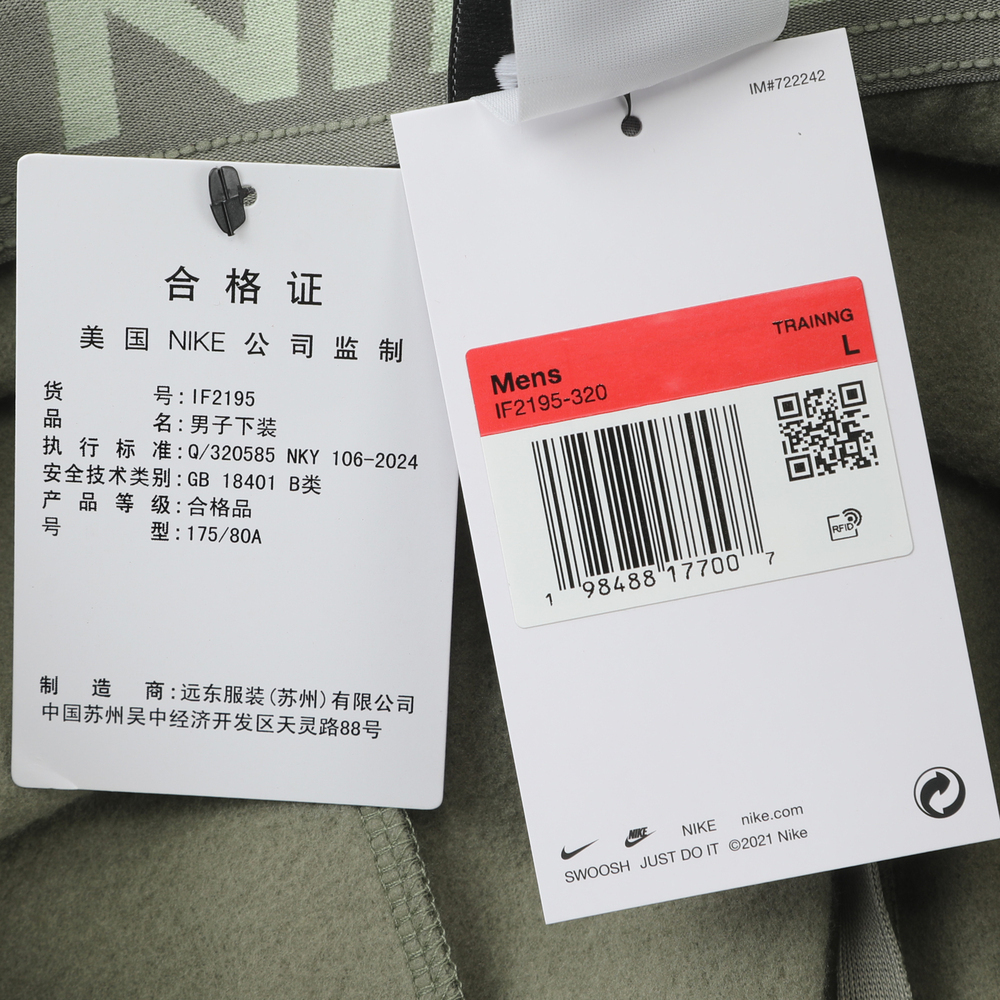 NI
合格证
美国 NIKE 公司监制
货号:IF2195
品名:男子下装
执行标准:Q/320585 NKY 106-2024
安全技术类别:GB 18401 B类
产品等级:合格品
号型:175/80A
制造商:远东服装(苏州)有限公司
中国苏州吴中经济开发区天灵路88号
IM#722242
TRAINNG
L
Mens
IF2195-320
1 98488 17700 7
RFID
NIKE NIKE nike.com
SWOOSH JUST DO IT ©2021 Nike